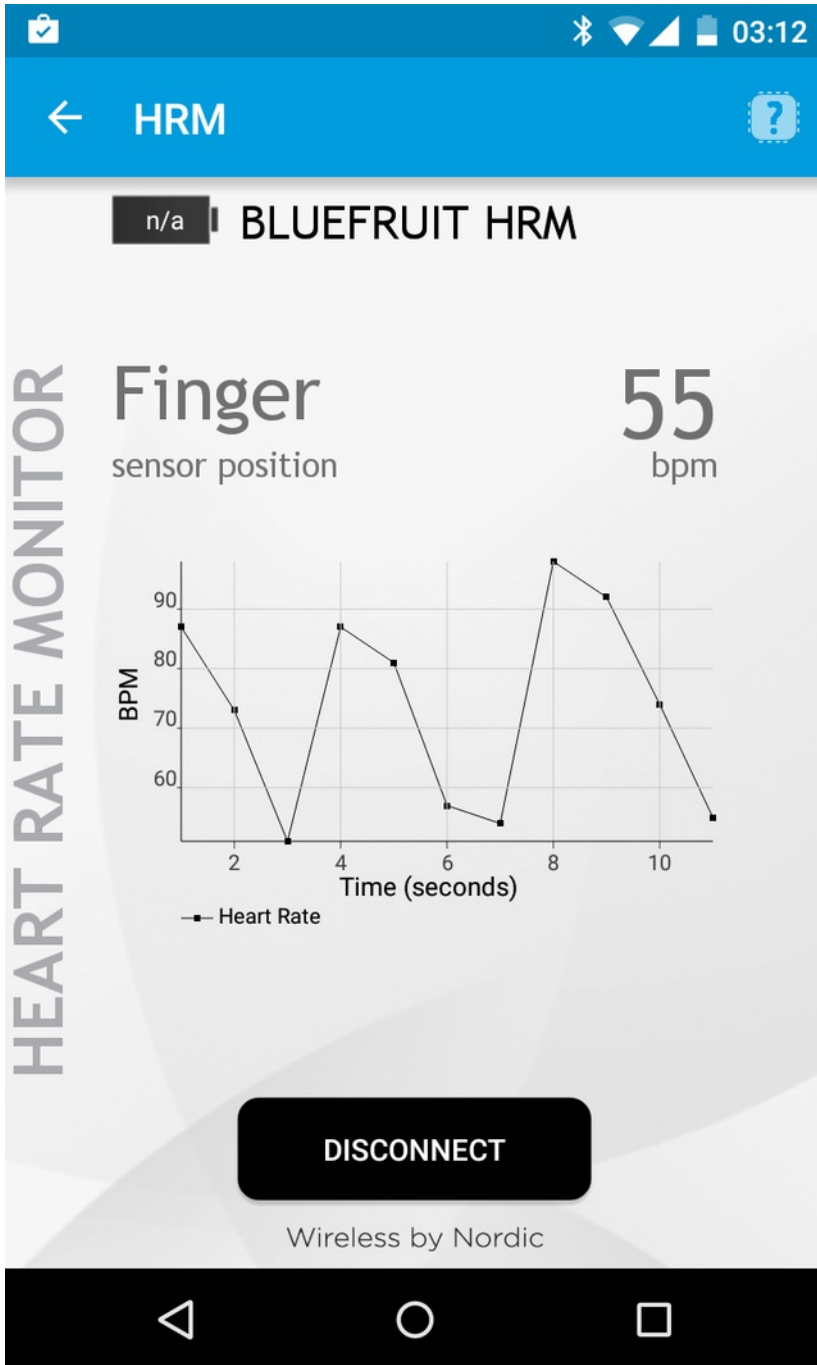 03:12
HRM
?
n/a BLUEFRUIT HRM
HEART RATE MONITOR
Finger 55
sensor position bpm
90
80
70
60
BPM
2 4 6 8 10
Time (seconds)
Heart Rate
DISCONNECT
Wireless by Nordic